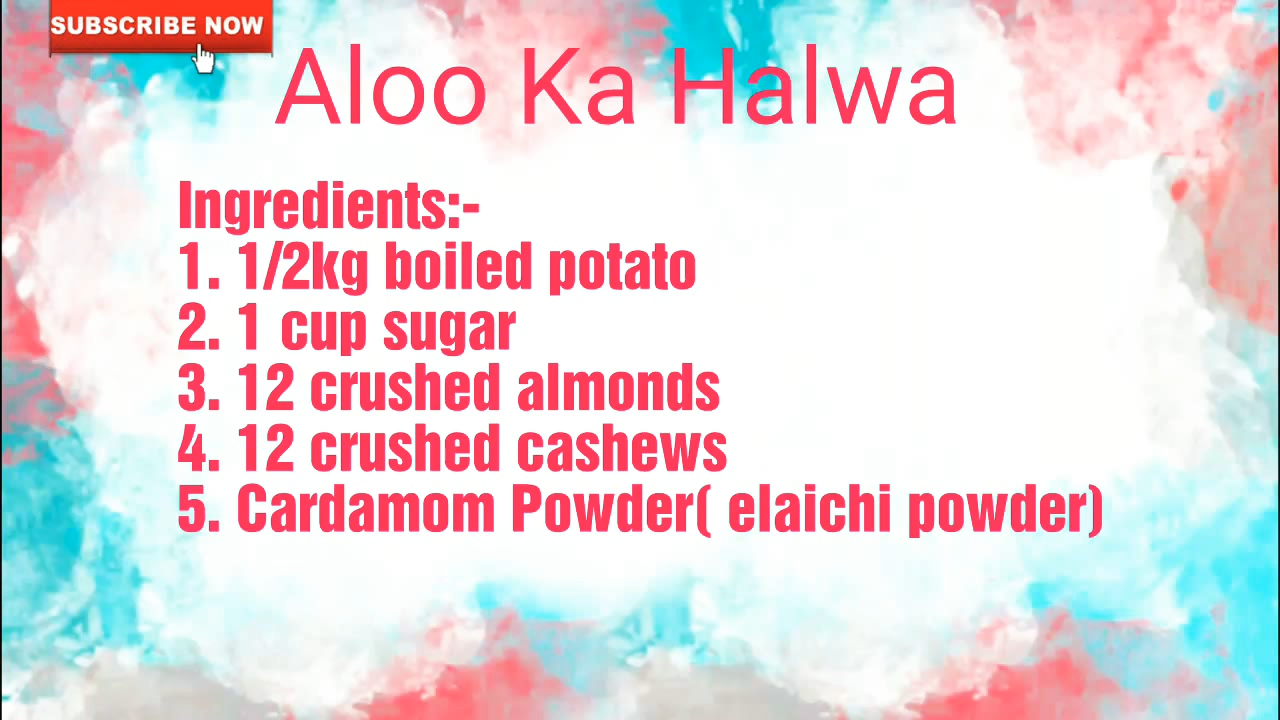 SUBSCRIBE NOW
Aloo Ka Halwa
Ingredients:-
1. 1/2kg boiled potato
2. 1 cup sugar
3. 12 crushed almonds
4. 12 crushed cashews
5. Cardamom Powder( elaichi powder)